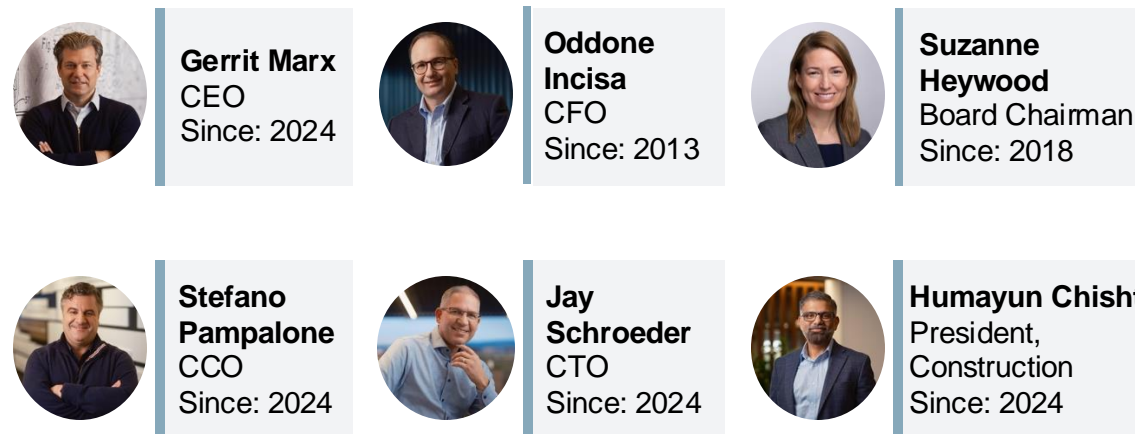 Gerrit Marx
CEO
Since: 2024
Oddone
Incisa
CFO
Since: 2013
Suzanne
Heywood
Board Chairman
Since: 2018
Stefano
Pampalone
CCO
Since: 2024
Jay
Schroeder
CTO
Since: 2024
Humayun
President,
Construction
Since: 2024